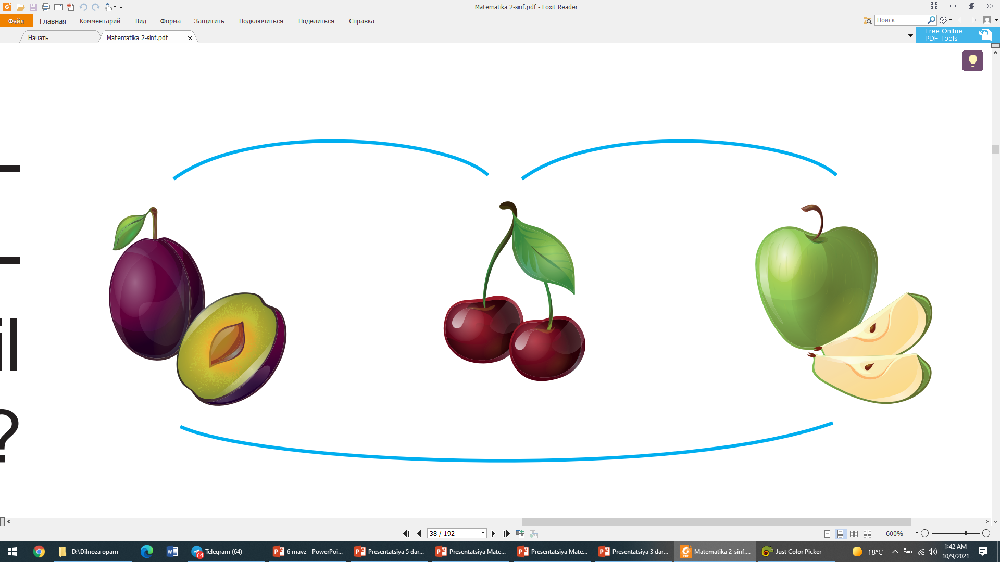 Matematika 2-sinf.pdf - Foxit Reader
Файл Главная Комментарий Вид Форма Защитить Подключиться Поделиться Справка
Поиск
Начать
Matematika 2-sinf.pdf
Free Online
PDF Tools
PDF
il
?
38 / 192
600%
D:\Dilnoza opam
Telegram (64)
64
6 mavz - PowerPoi...
Presentatsiya 5 dar...
Presentatsiya Mate...
Presentatsiya Mate...
Presentatsiya 3 dar...
Matematika 2-sinf....
Just Color Picker
18°C
1:42 AM
10/9/2021